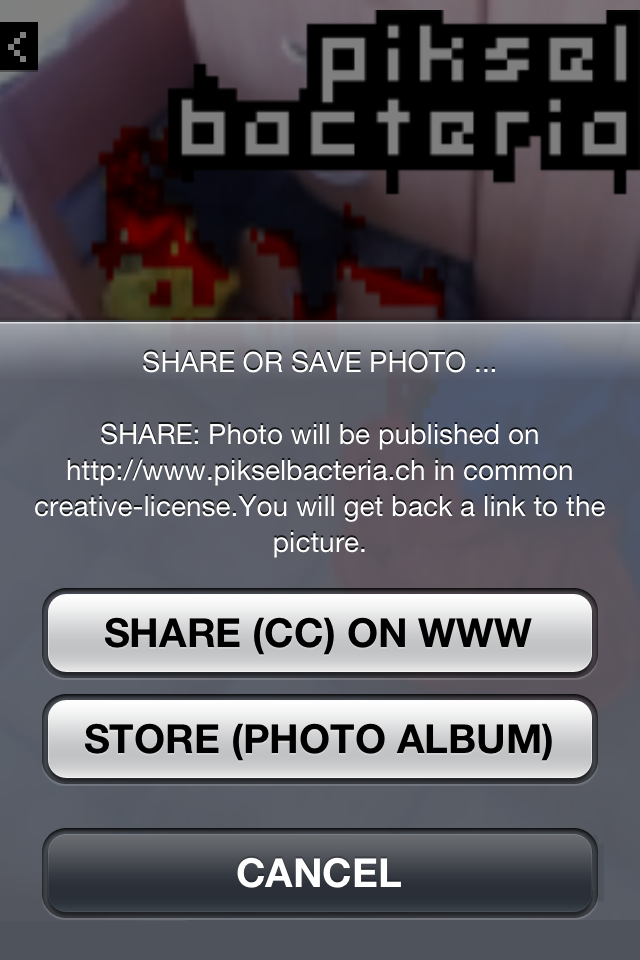 piksel
bacteria
SHARE OR SAVE PHOTO ...
SHARE: Photo will be published on
http://www.pikselbacteria.ch in common
creative-license.You will get back a link to the
picture.
SHARE (CC) ON WWW
STORE (PHOTO ALBUM)
CANCEL